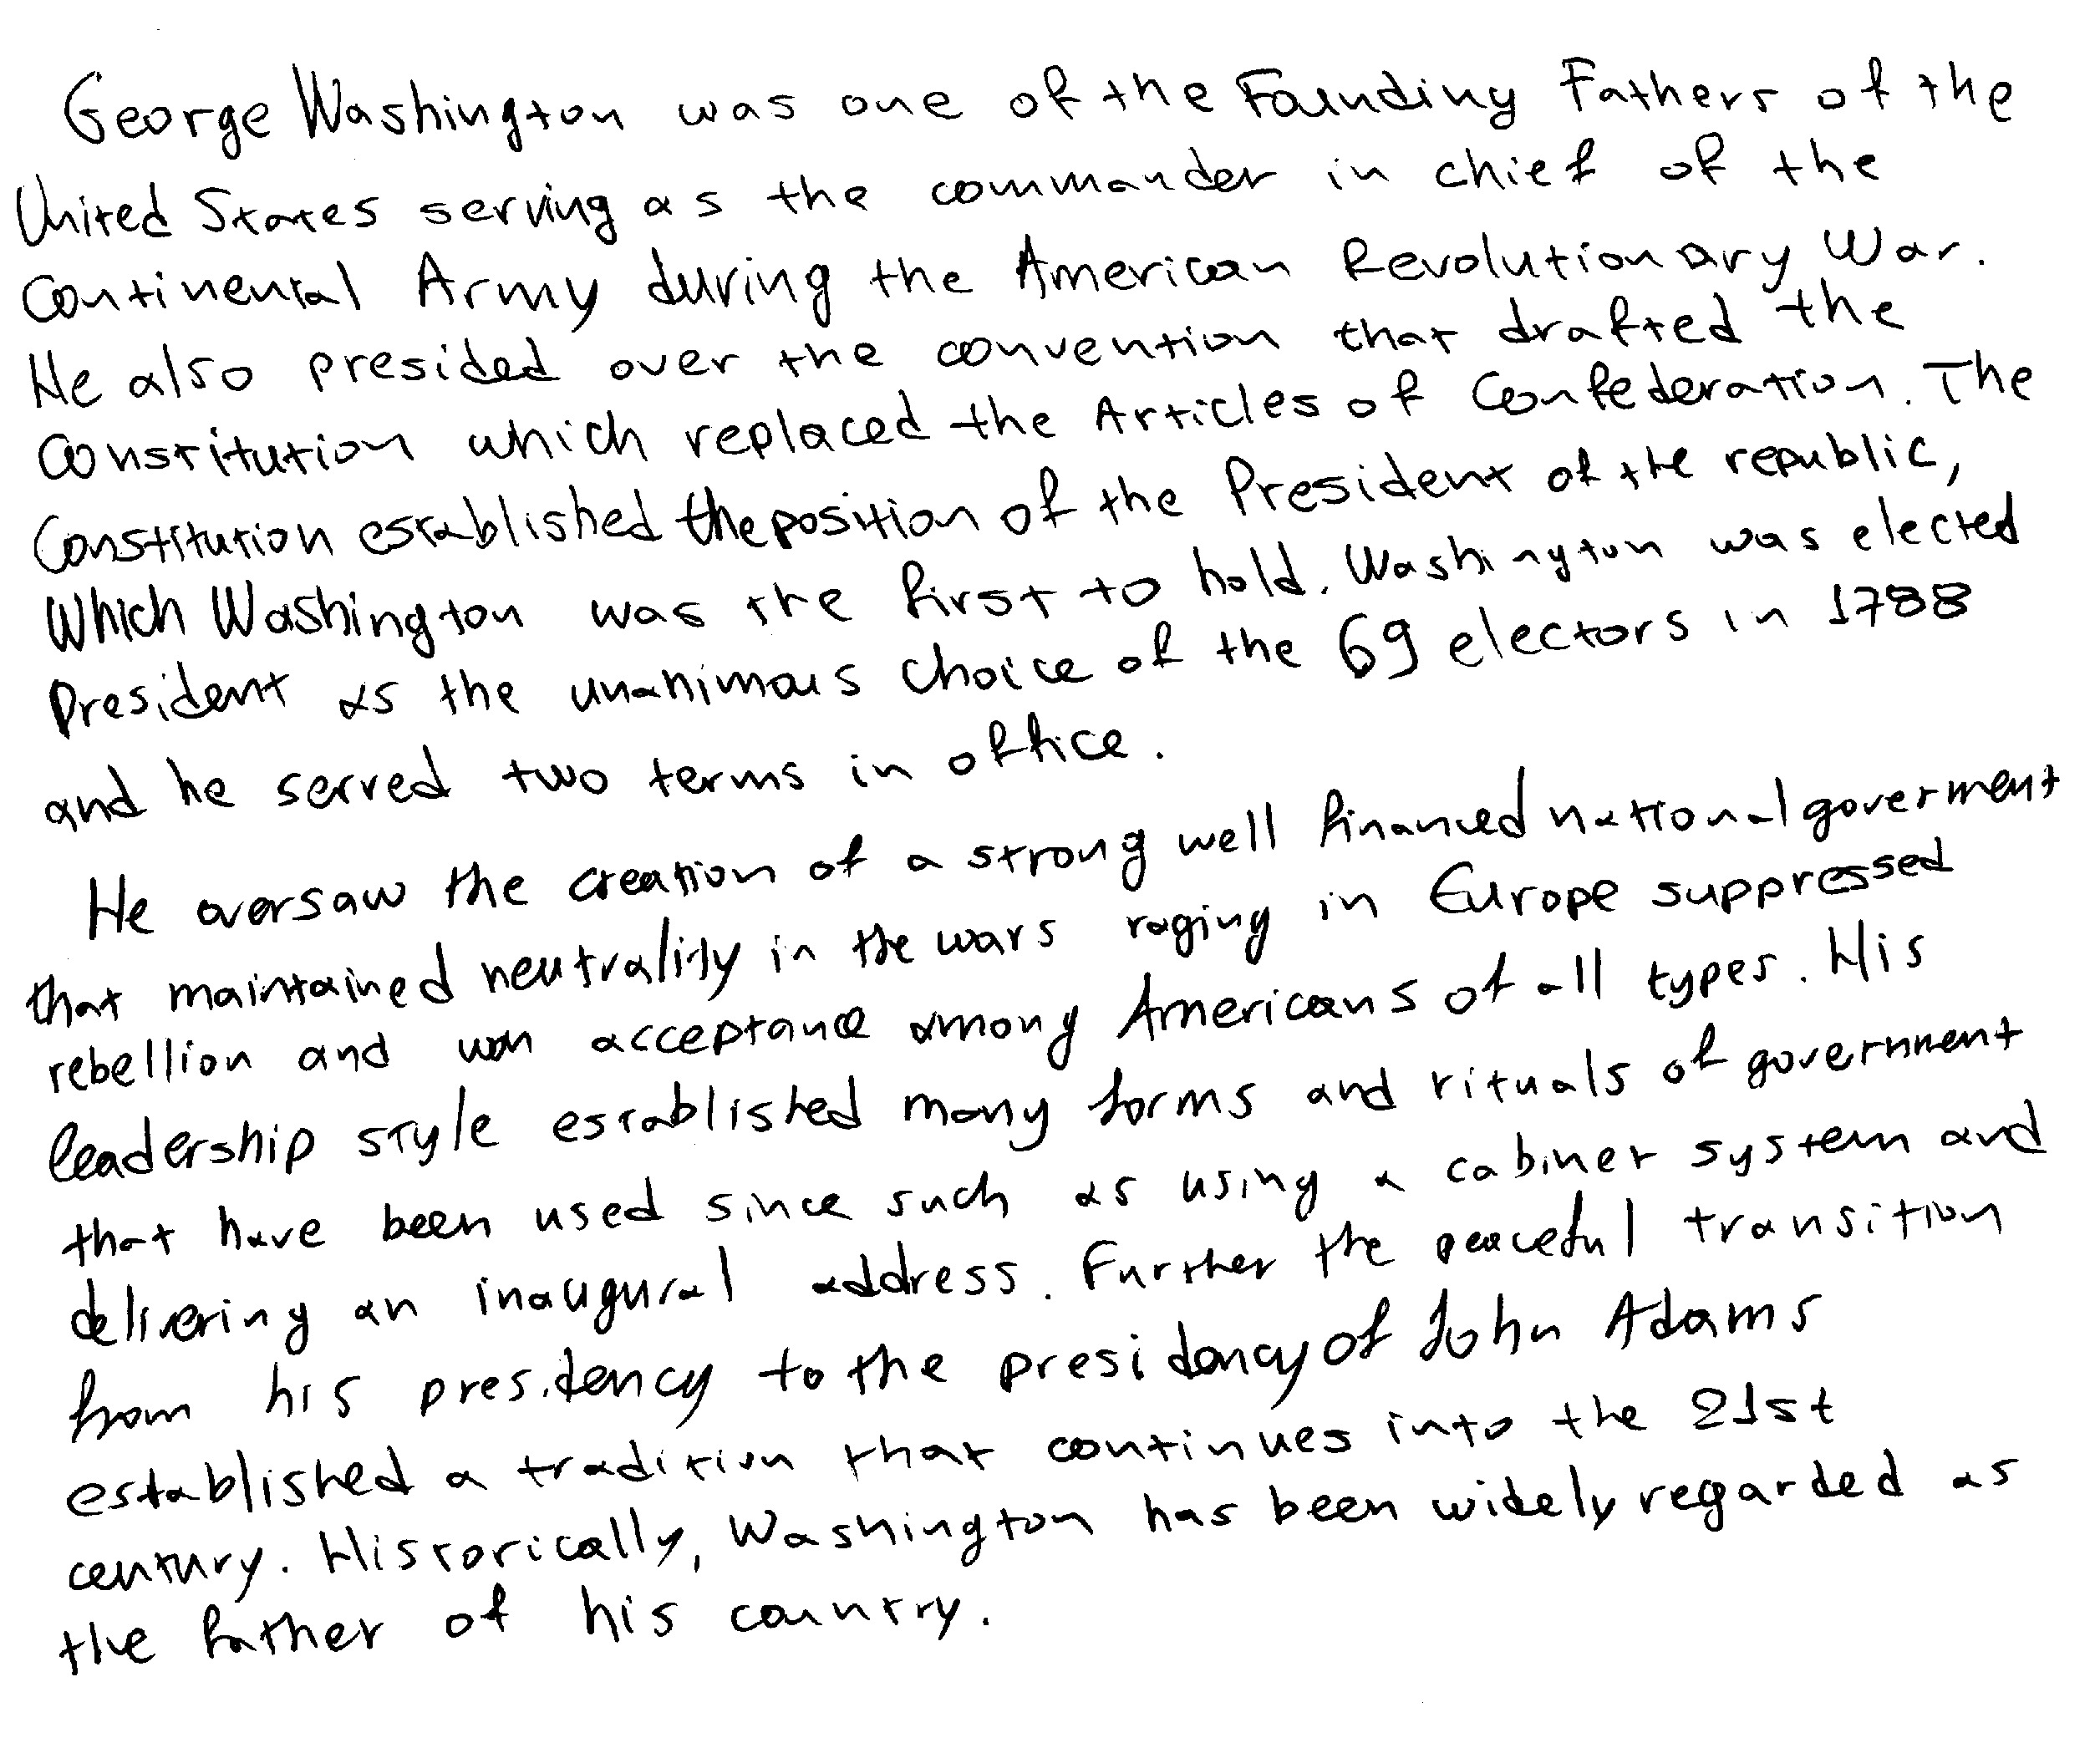 George Washington was one of the Founding Fathers of the
United States serving as the commander in chief of the
Continental Army during the American Revolutionary War.
He also presided over the convention that drafted the
Constitution which replaced the Articles of Confederation. The
Constitution established the position of the President of the republic,
which Washington was the first to hold. Washington was elected
President as the unanimous choice of the 69 electors in 1788
and he served two terms in office.
He oversaw the creation of a strong well financed national goverment
that maintained neutrality in the wars raging in Europe suppressed
rebellion and won acceptance among Americans of all types. His
leadership style established many forms and rituals of government
that have been used since such as using a cabinet system and
delivering an inaugural address. Further the peaceful transition
from his presidency to the presidency of John Adams
established a tradition that continues into the 21st
century. Historically, Washington has been widely regarded as
the father of his country.